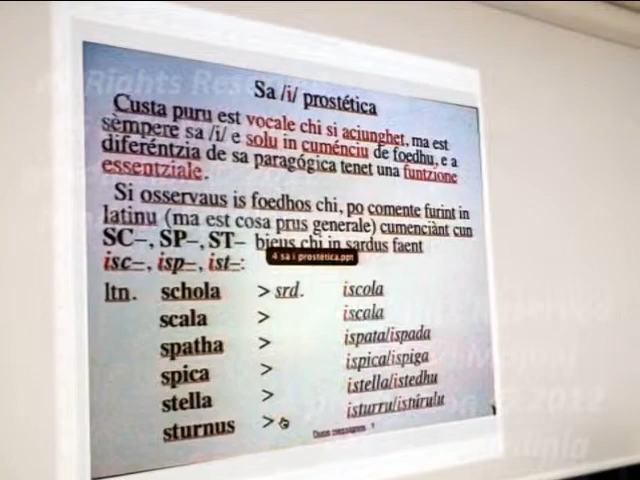 Sa /i/ prostética
Custa puru est vocale chi si aciunghet, ma est
sèmpere sa /i/ e solu in cuménciu de foedhu, e a
diferéntzia de sa paragógica tenet una funtzione
essentziale.
Si osservaus is foedhos chi, po comente furint in
latinu (ma est cosa prus generale) cumenciànt cun
SC–, SP–, ST– bieus chi in sardus faent
4 sa i prostética.ppt
isc–, isp–, ist–:
ltn. schola > srd. iscola
scala > iscala
spatha > ispata/ispada
spica > ispica/ispiga
stella > istella/istedhu
sturnus > isturru/istúrulu